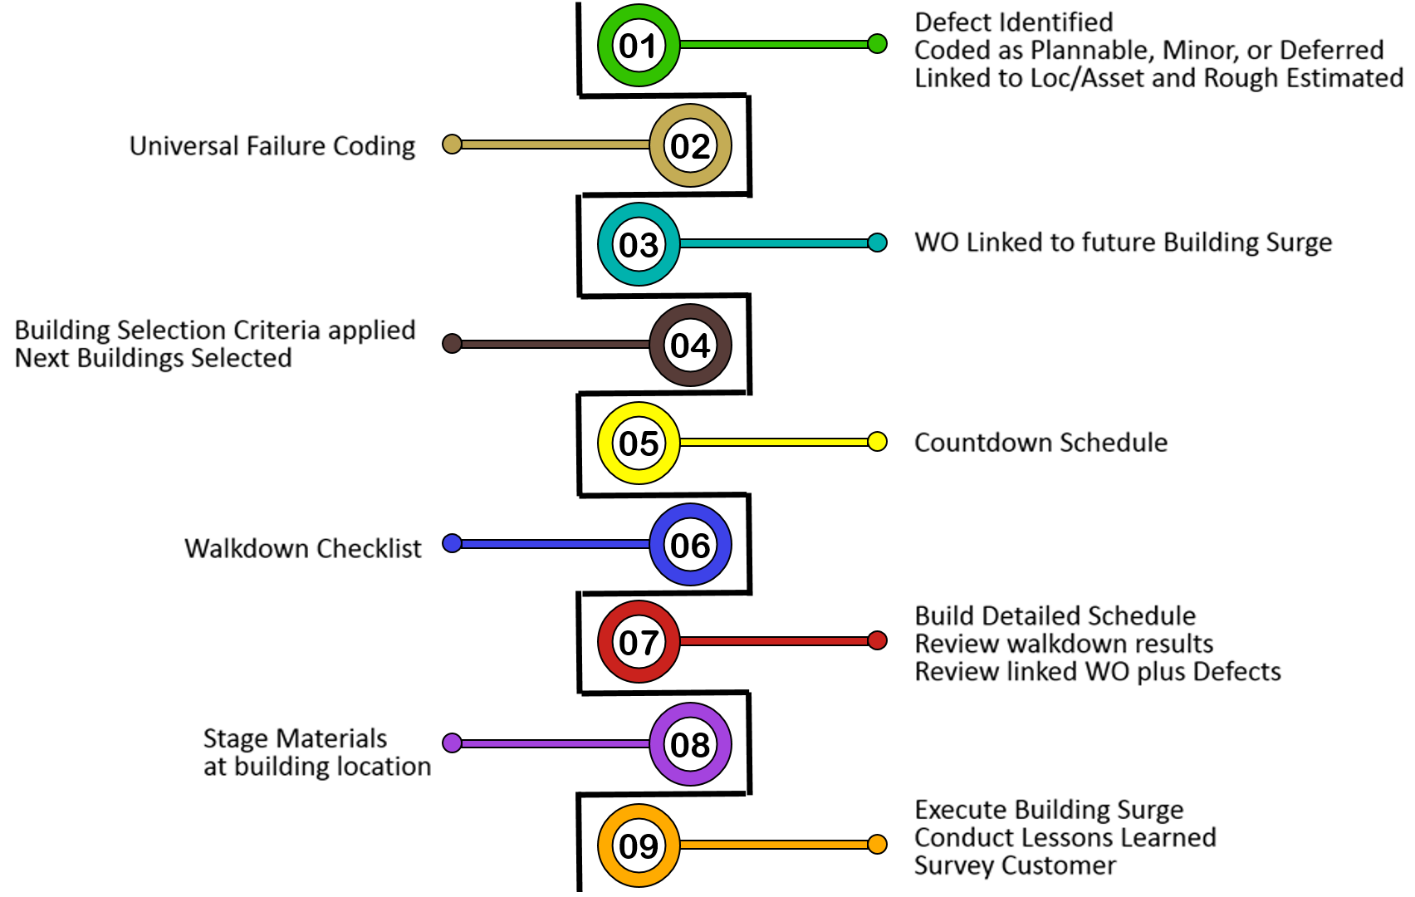 01
Defect Identified
Coded as Plannable, Minor, or Deferred
Linked to Loc/Asset and Rough Estimated
Universal Failure Coding
02
03
WO Linked to future Building Surge
Building Selection Criteria applied
Next Buildings Selected
04
05
Countdown Schedule
Walkdown Checklist
06
07
Build Detailed Schedule
Review walkdown results
Review linked WO plus Defects
Stage Materials
at building location
08
09
Execute Building Surge
Conduct Lessons Learned
Survey Customer